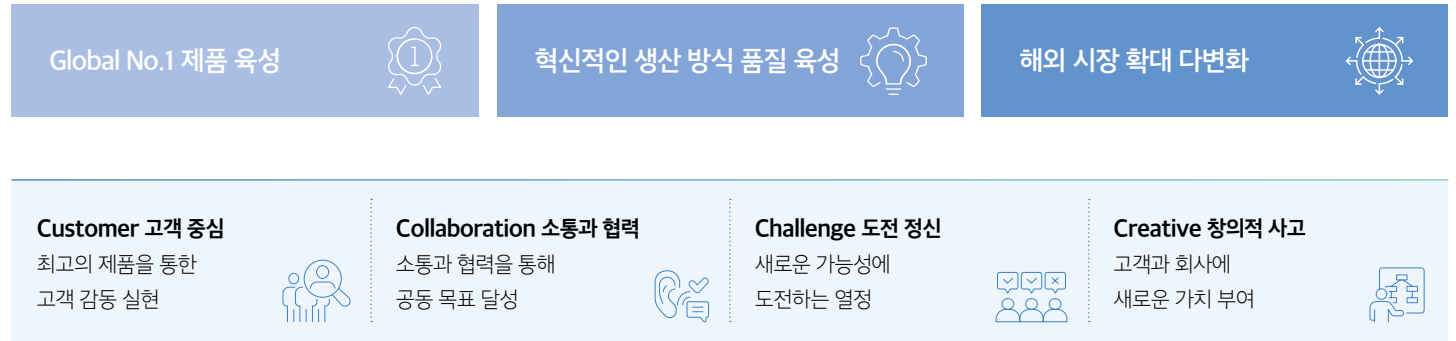 Global No.1 제품 육성
1
혁신적인 생산 방식 품질 육성
해외 시장 확대 다변화
Customer 고객 중심
최고의 제품을 통한
고객 감동 실현
Collaboration 소통과 협력
소통과 협력을 통해
공동 목표 달성
Challenge 도전 정신
새로운 가능성에
도전하는 열정
Creative 창의적 사고
고객과 회사에
새로운 가치 부여